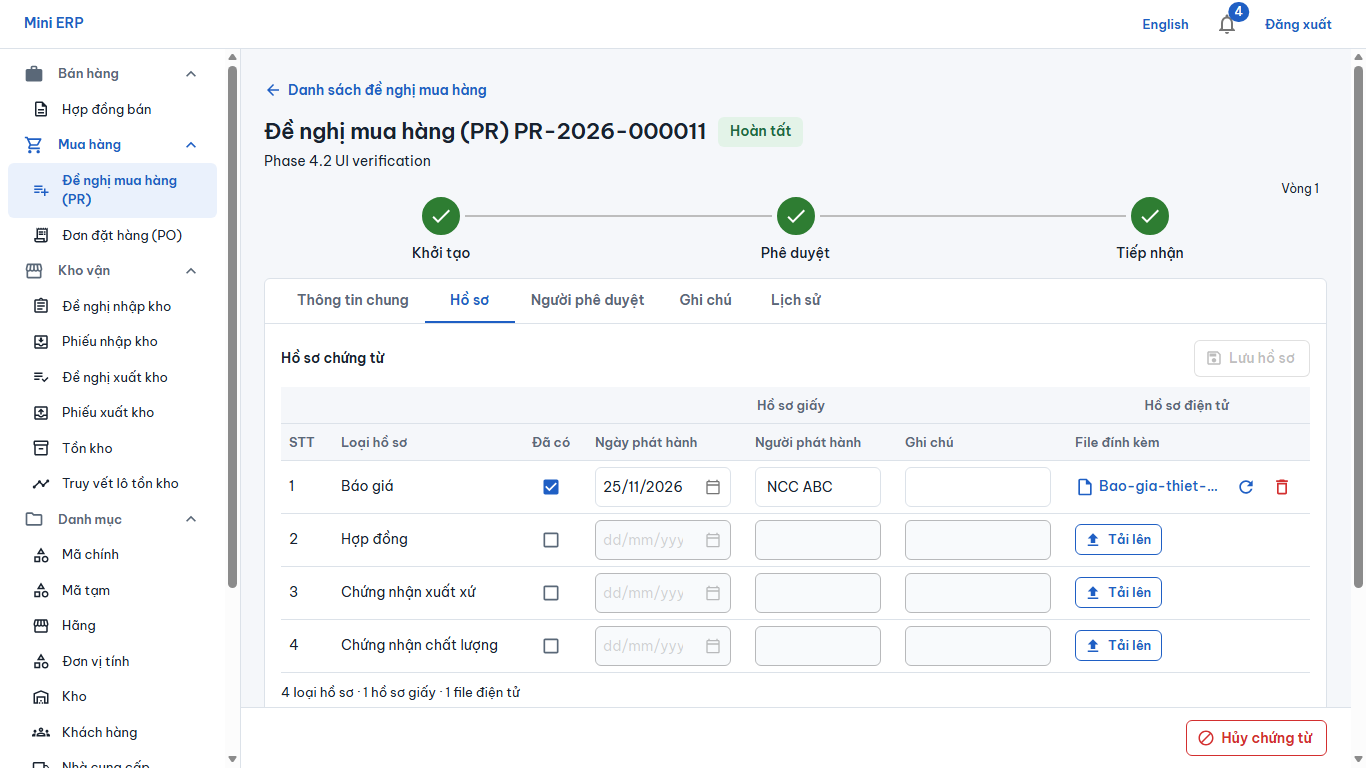 Mini ERP
English
4
Đăng xuất
Bán hàng
Hợp đồng bán
Mua hàng
Đề nghị mua hàng
(PR)
Đơn đặt hàng (PO)
Kho vận
Đề nghị nhập kho
Phiếu nhập kho
Đề nghị xuất kho
Phiếu xuất kho
Tồn kho
Truy vết lô tồn kho
Danh mục
Mã chính
Mã tạm
Hãng
Đơn vị tính
Kho
Khách hàng
Nhà cung cấp
Danh sách đề nghị mua hàng
Đề nghị mua hàng (PR) PR-2026-000011
Hoàn tất
Phase 4.2 UI verification
Vòng 1
Khởi tạo
Phê duyệt
Tiếp nhận
Thông tin chung
Hồ sơ
Người phê duyệt
Ghi chú
Lịch sử
Hồ sơ chứng từ
Lưu hồ sơ
Hồ sơ giấy
Hồ sơ điện tử
STT
Loại hồ sơ
Đã có
Ngày phát hành
Người phát hành
Ghi chú
File đính kèm
1
Báo giá
25/11/2026
NCC ABC
Bao-gia-thiet-...
2
Hợp đồng
dd/mm/yyy
Tải lên
3
Chứng nhận xuất xứ
dd/mm/yyy
Tải lên
4
Chứng nhận chất lượng
dd/mm/yyy
Tải lên
4 loại hồ sơ · 1 hồ sơ giấy · 1 file điện tử
Hủy chứng từ